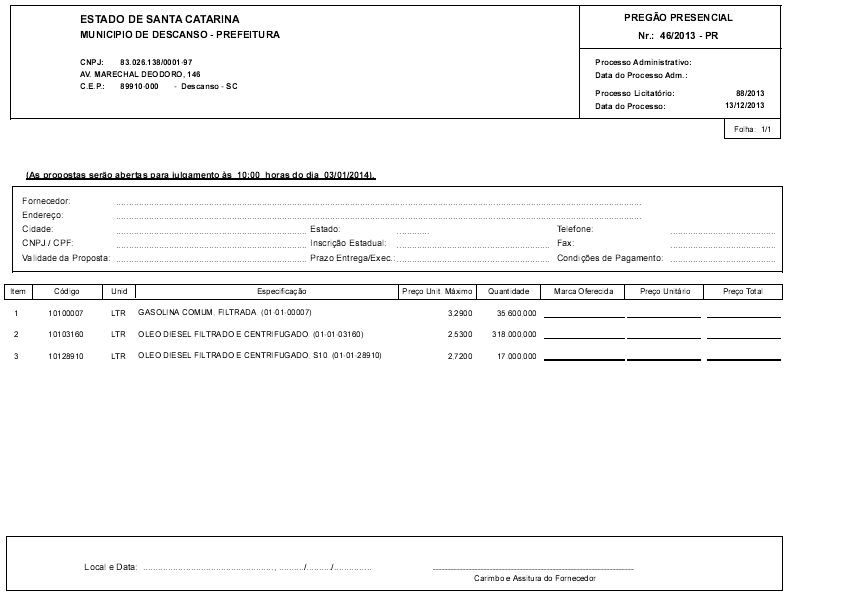 ESTADO DE SANTA CATARINA
MUNICIPIO DE DESCANSO - PREFEITURA
CNPJ: 83.026.138/0001-97
AV. MARECHAL DEODORO, 146
C.E.P.: 89910-000 - Descanso - SC
PREGÃO PRESENCIAL
Nr.: 46/2013 - PR
Processo Administrativo:
Data do Processo Adm.:
Processo Licitatório: 88/2013
Data do Processo: 13/12/2013
Folha: 1/1
(As propostas serão abertas para julgamento às 10:00 horas do dia 03/01/2014).
Fornecedor:
Endereço:
Cidade: Estado: Telefone:
CNPJ / CPF: Inscrição Estadual: Fax:
Validade da Proposta: Prazo Entrega/Exec.: Condições de Pagamento:
Item Código Unid Especificação Preço Unit. Máximo Quantidade Marca Oferecida Preço Unitário Preço Total
1 10100007 LTR GASOLINA COMUM, FILTRADA (01-01-00007) 3.2900 35.600,000
2 10103160 LTR OLEO DIESEL FILTRADO E CENTRIFUGADO. (01-01-03160) 2.5300 318.000,000
3 10128910 LTR OLEO DIESEL FILTRADO E CENTRIFUGADO, S10. (01-01-28910) 2.7200 17.000,000
Local e Data: ............................................, ........../........./..............
Carimbo e Assitura do Fornecedor